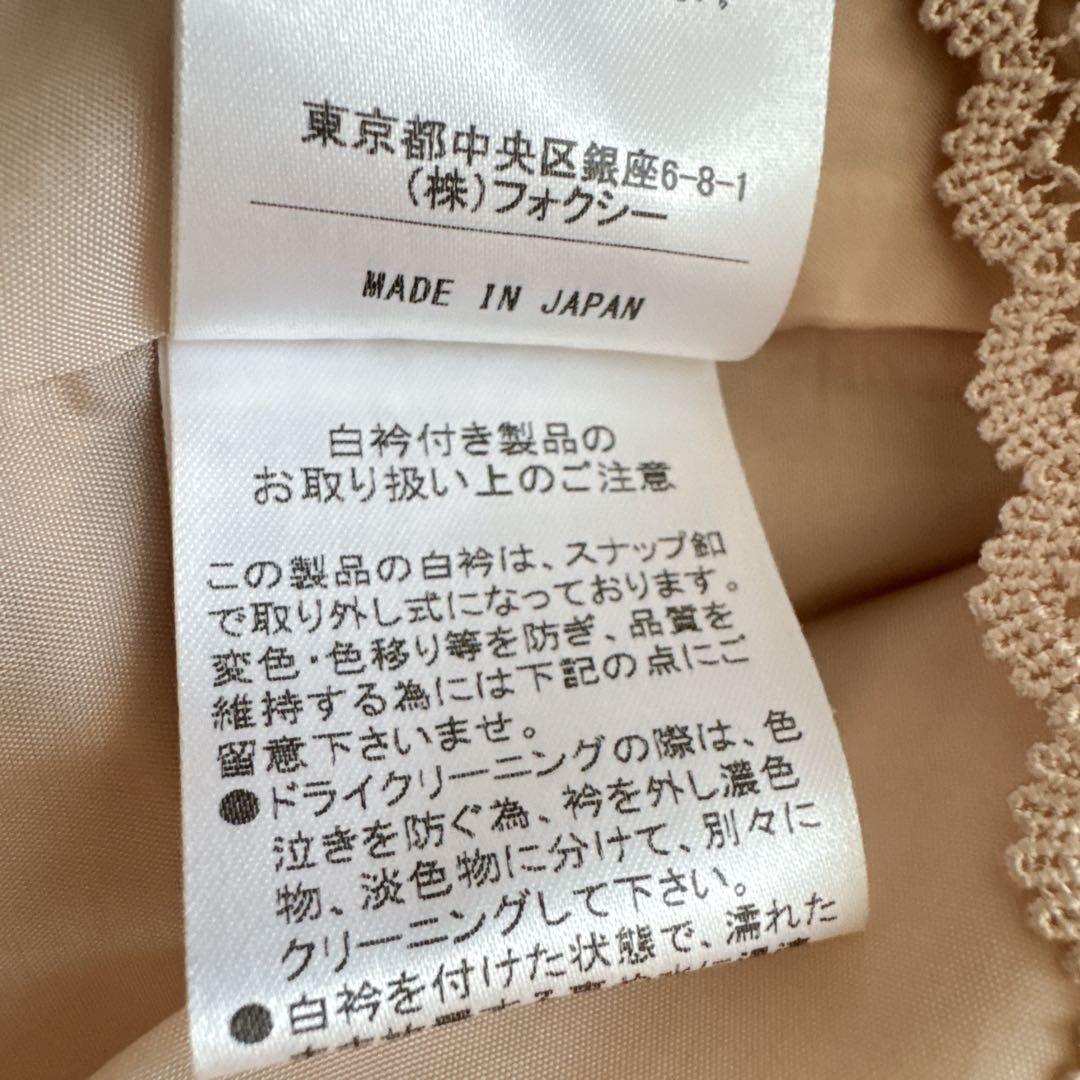 東京都中央区銀座6-8-1
(株)フォクシー
MADE IN JAPAN
白衿付き製品の
お取り扱い上のご注意
この製品の白衿は、スナップ釦
で取り外し式になっております。
変色・色移り等を防ぎ、品質を
維持する為には下記の点にご
留意下さいませ。
●ドライクリーニングの際は、色
泣きを防ぐ為、衿を外し濃色
物、淡色物に分けて、別々に
クリーニングして下さい。
●白衿を付けた状態で、濡れた